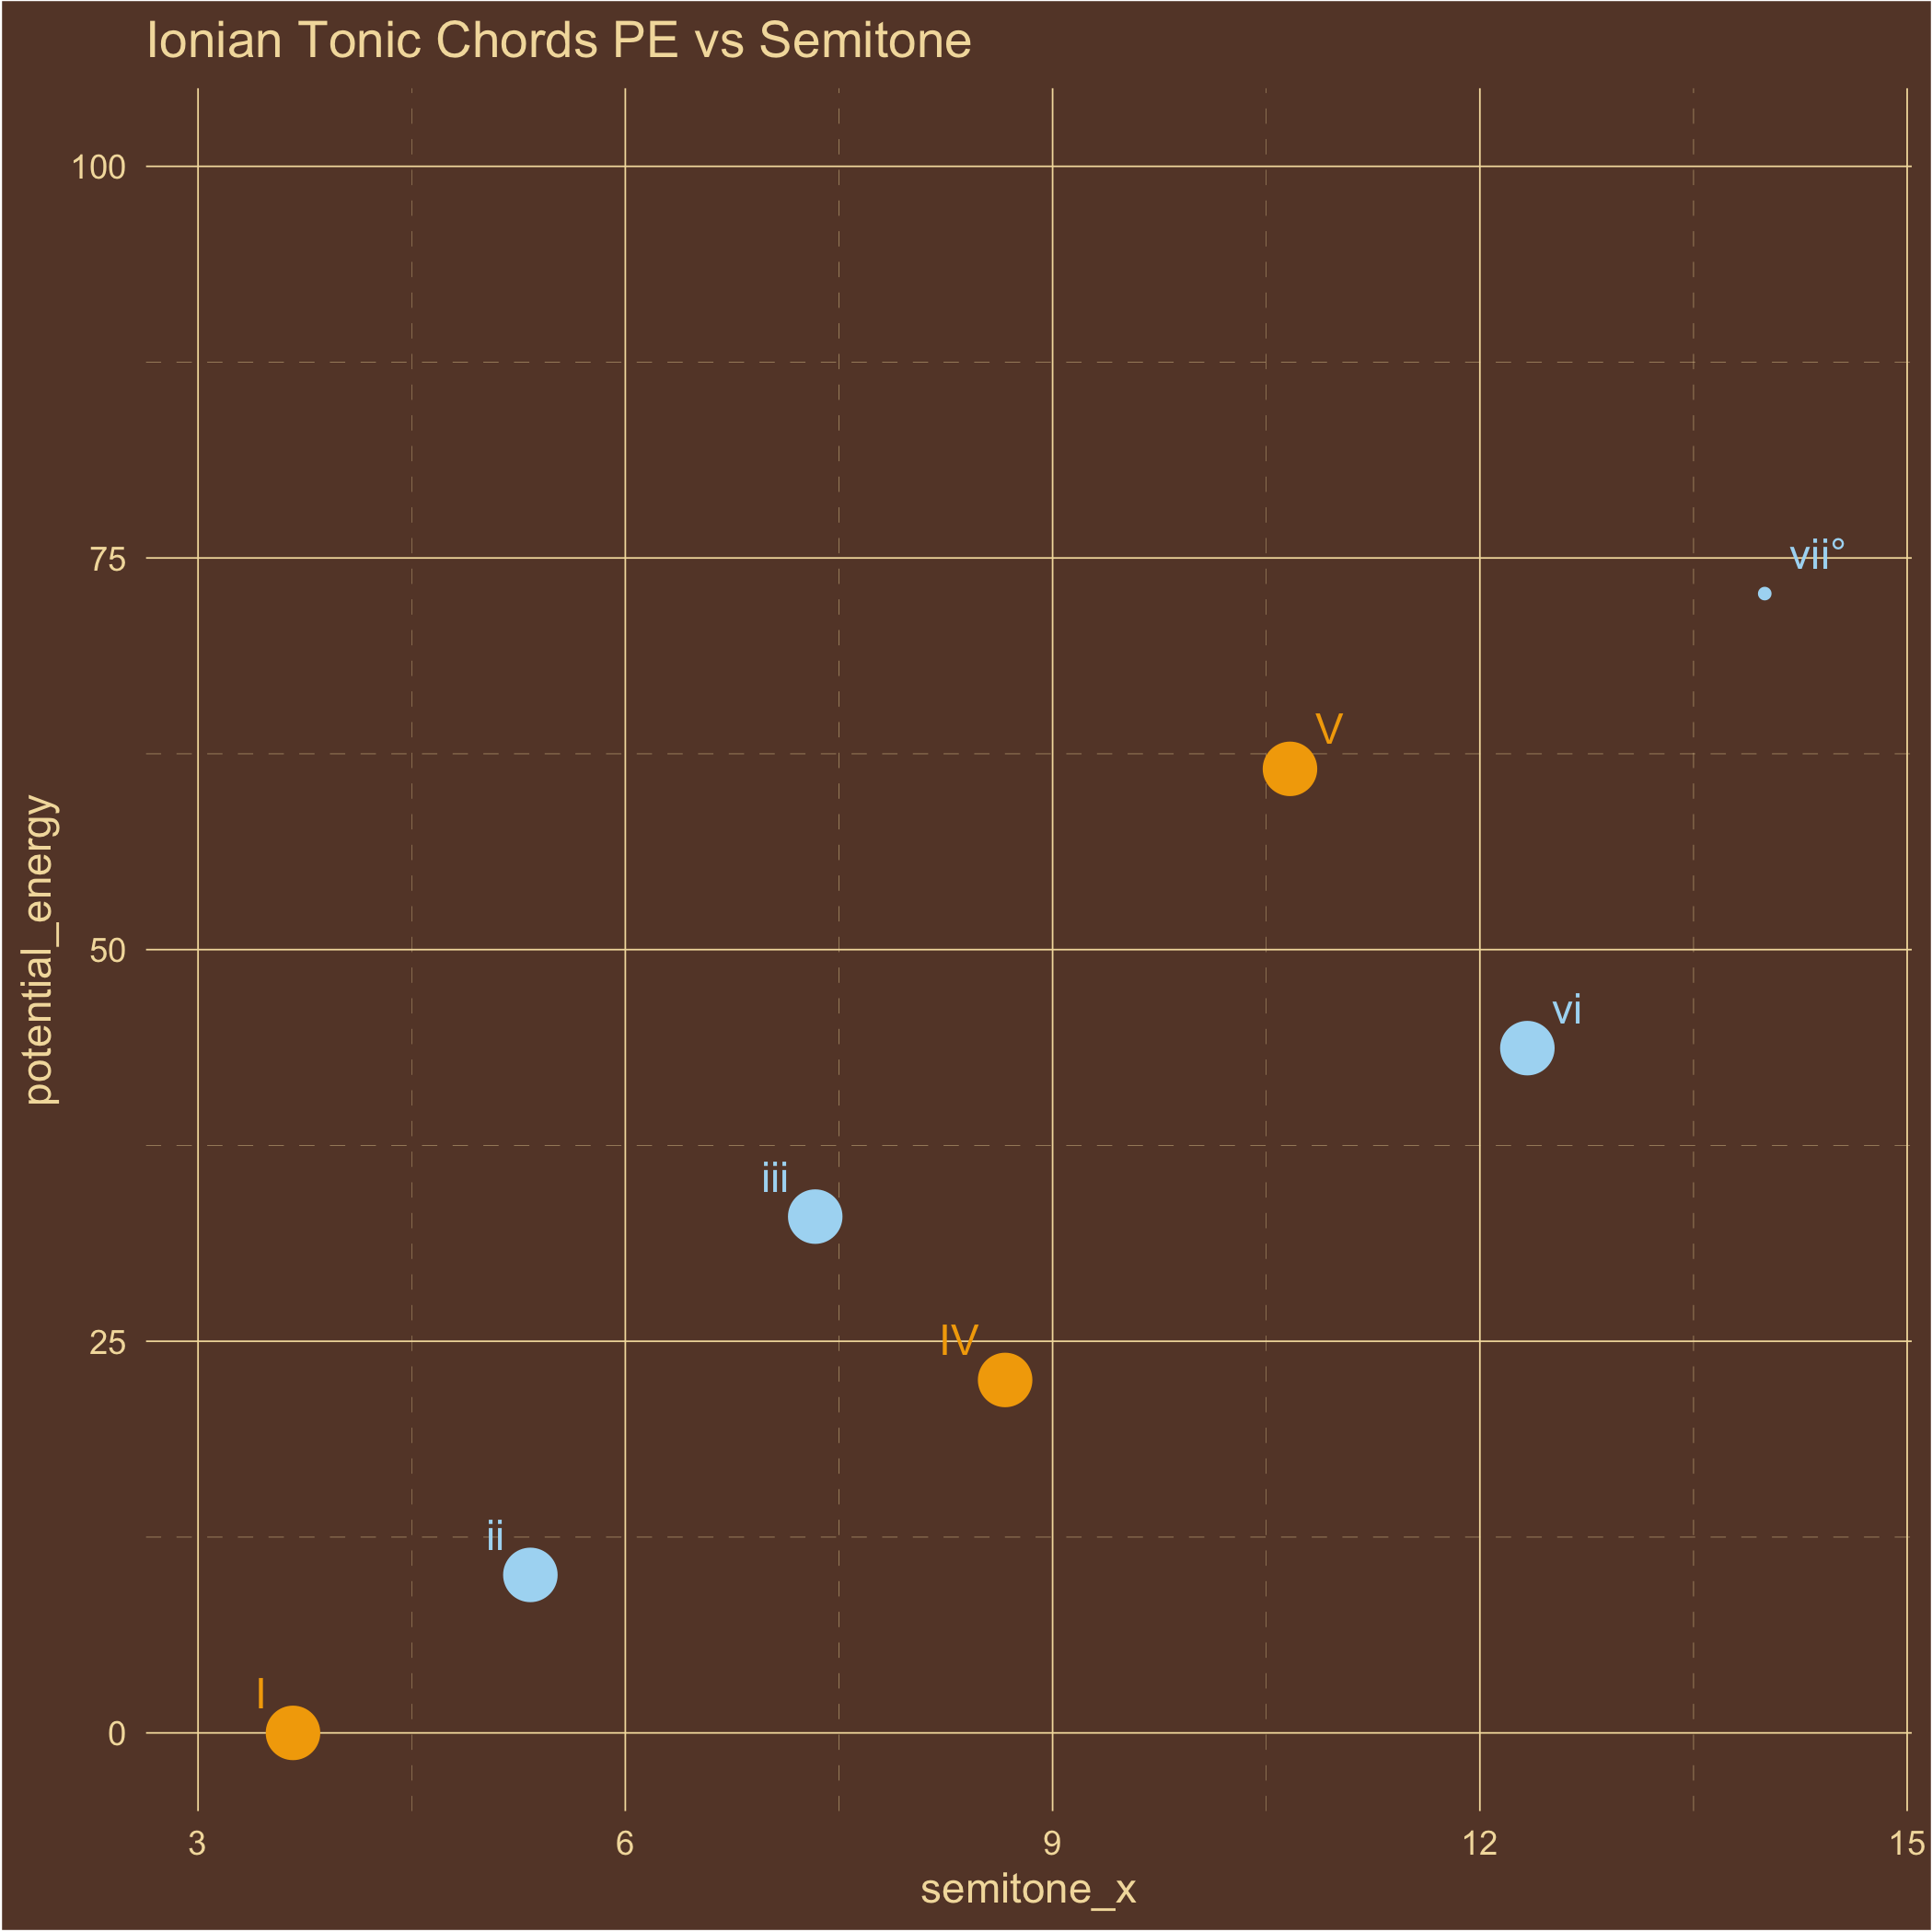 Ionian Tonic Chords PE vs Semitone
100
75
50
25
0
potential_energy
vii°
V
vi
iii
IV
ii
I
3 6 9 12 15
semitone_x